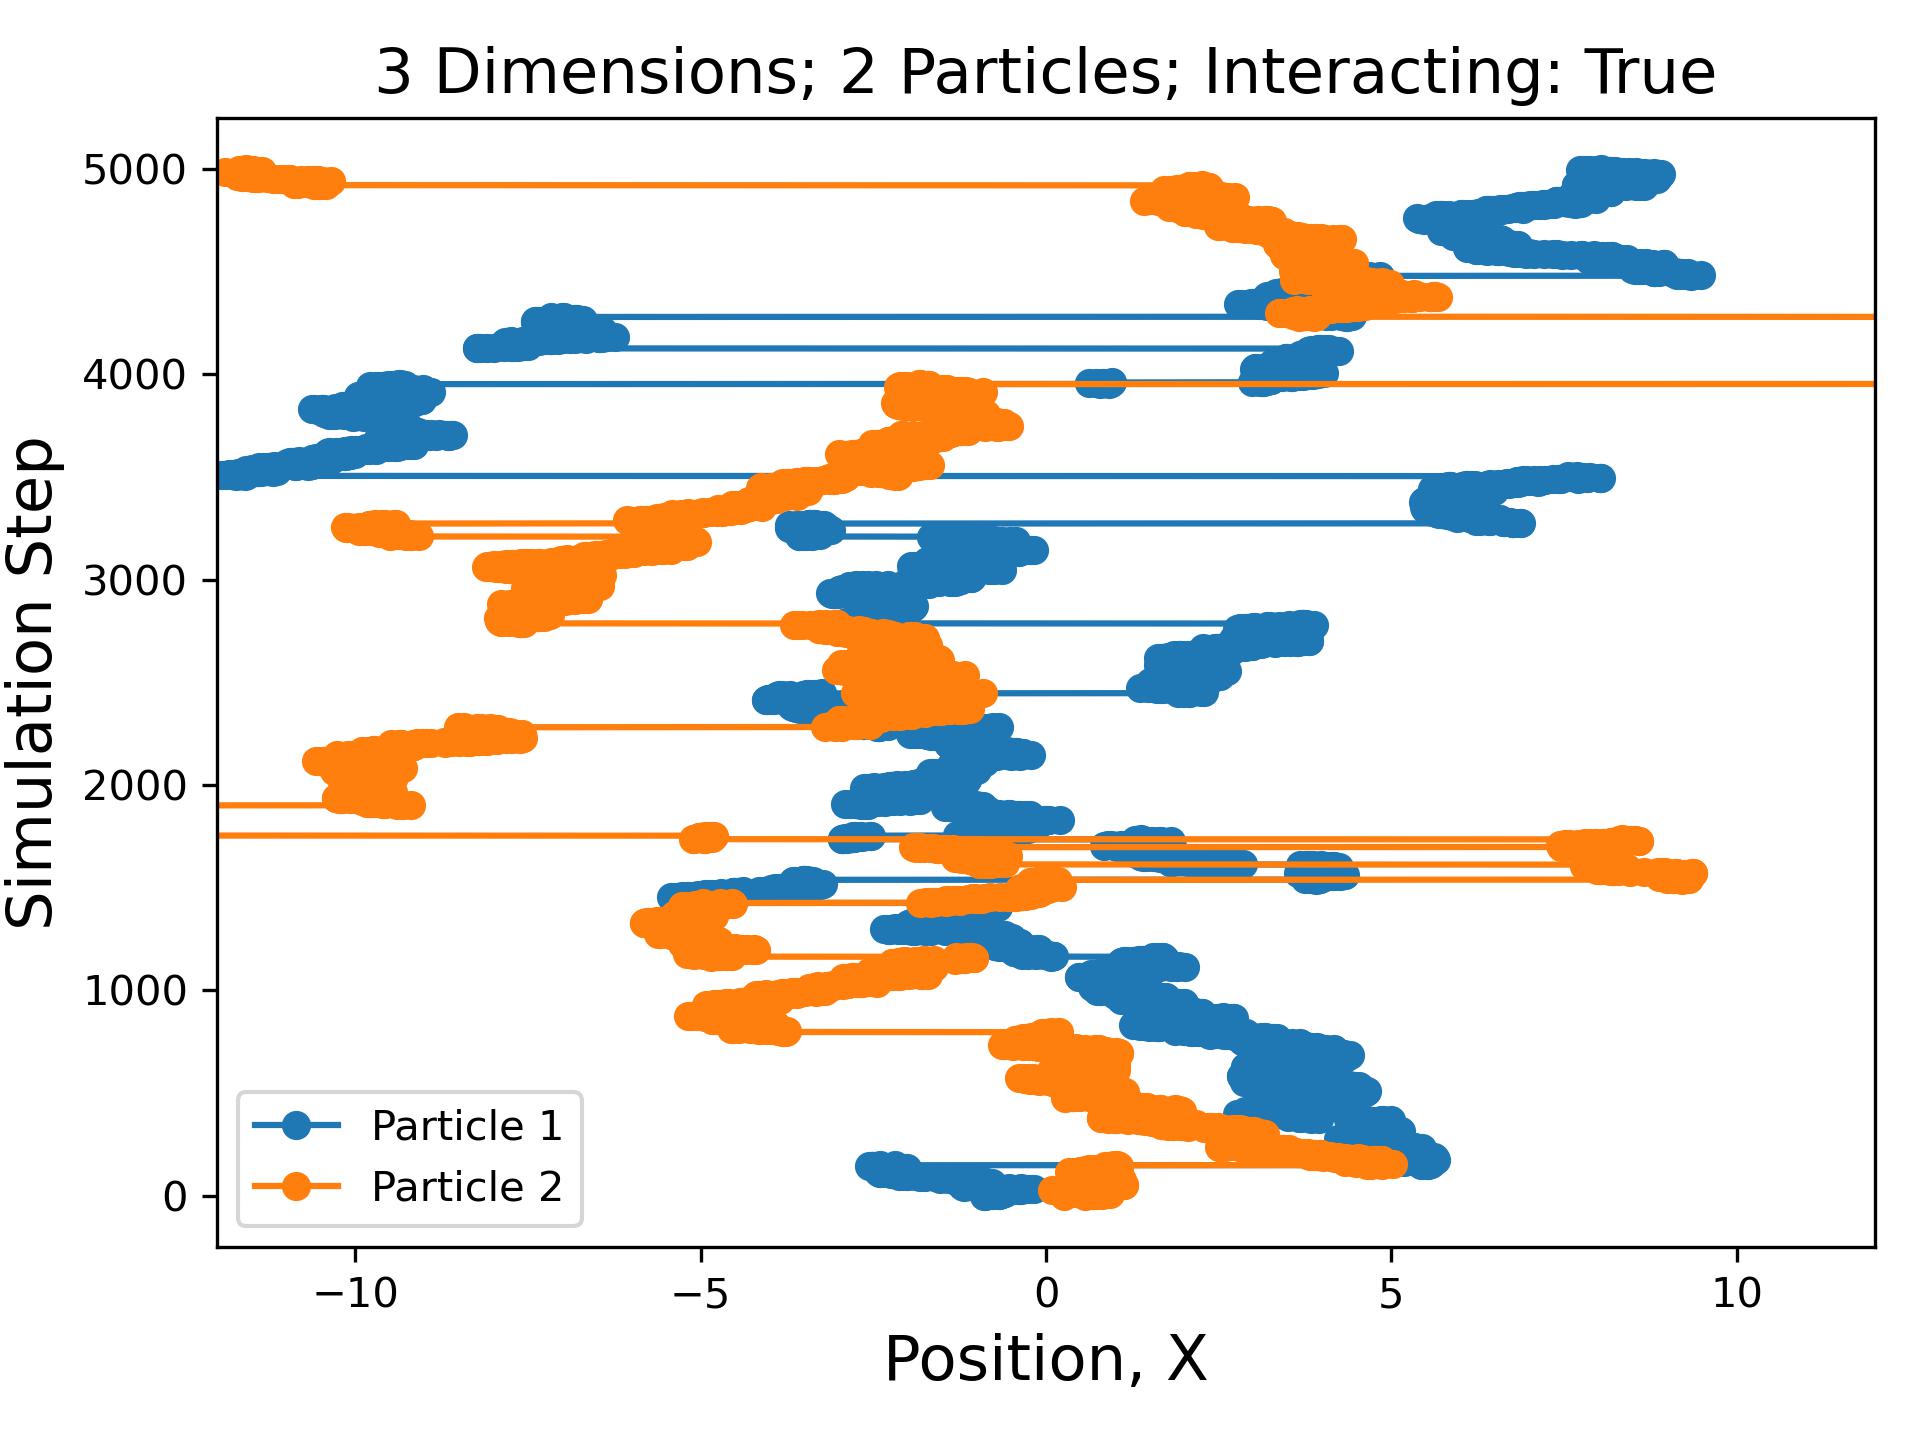 3 Dimensions; 2 Particles; Interacting: True
Simulation Step
5000
4000
3000
2000
1000
0
Particle 1
Particle 2
−10
−5
0
5
10
Position, X